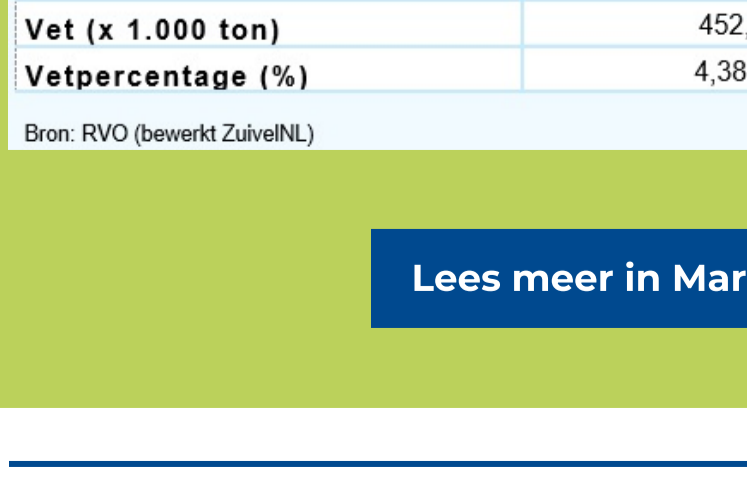 Vet (x 1.000 ton) 452,
Vetpercentage (%) 4,38
Bron: RVO (bewerkt ZuivelNL)
Lees meer in Mar